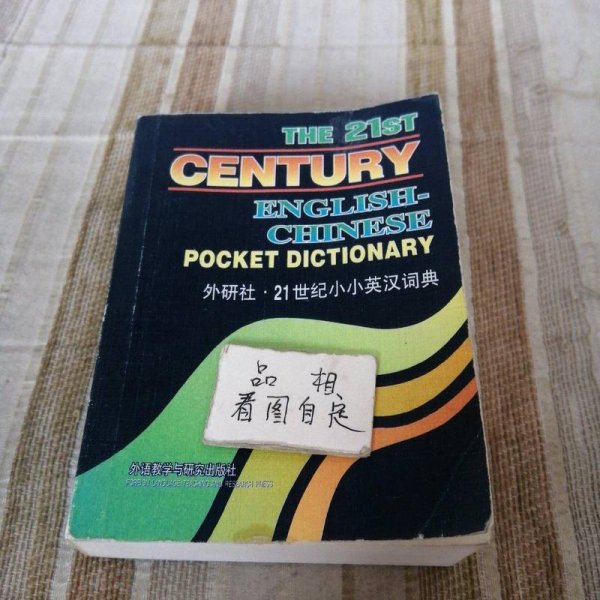 THE 21ST
CENTURY
ENGLISH-
CHINESE
POCKET DICTIONARY
外研社·21世纪小小英汉词典
品 相
看图自定
外语教学与研究出版社
FOREIGN LANGUAGE TEACHING AND RESEARCH PRESS